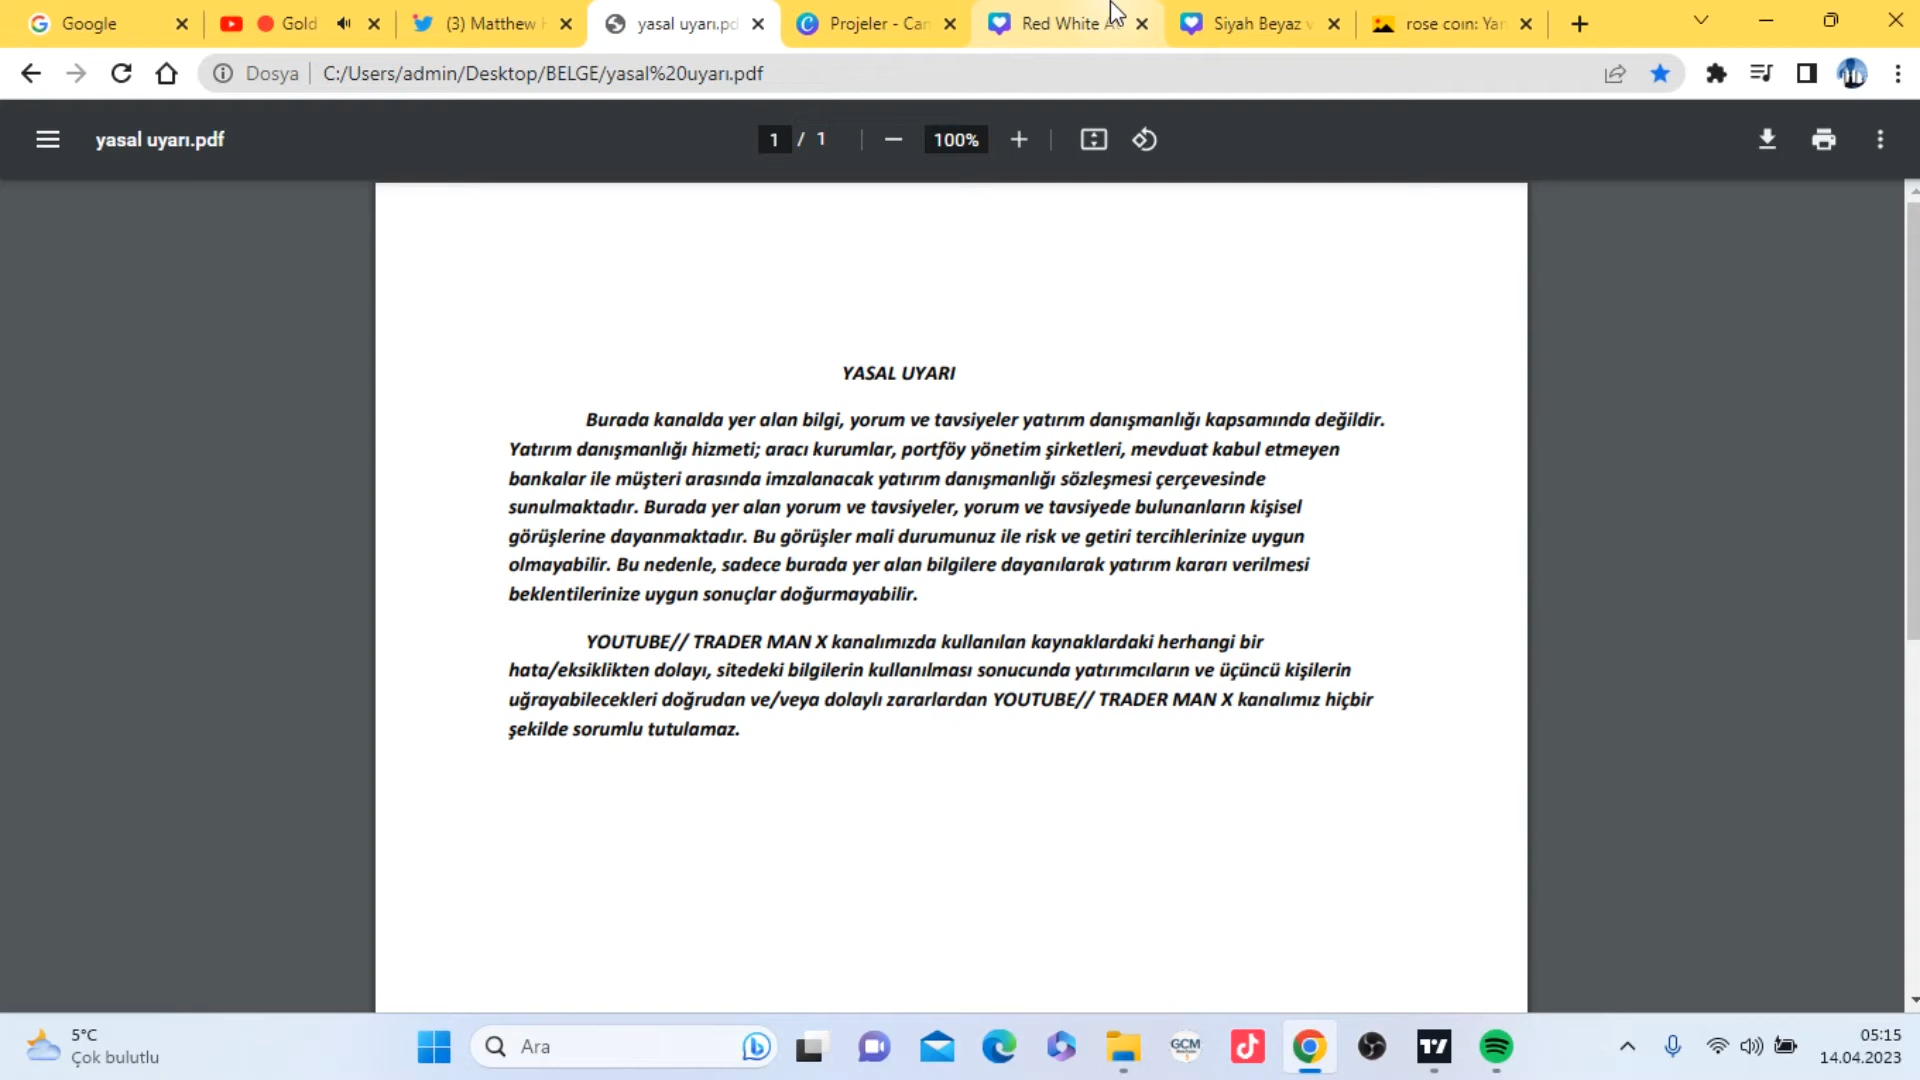 Google
Gold
(3) Matthew
yasal uyarı.pd
Projeler - Can
Red White A
Siyah Beyaz v
rose coin: Yar
Dosya
C:/Users/admin/Desktop/BELGE/yasal%20uyarı.pdf
yasal uyarı.pdf
1 / 1
100%
YASAL UYARI
Burada kanalda yer alan bilgi, yorum ve tavsiyeler yatırım danışmanlığı kapsamında değildir.
Yatırım danışmanlığı hizmeti; aracı kurumlar, portföy yönetim şirketleri, mevduat kabul etmeyen
bankalar ile müşteri arasında imzalanacak yatırım danışmanlığı sözleşmesi çerçevesinde
sunulmaktadır. Burada yer alan yorum ve tavsiyeler, yorum ve tavsiyede bulunanların kişisel
görüşlerine dayanmaktadır. Bu görüşler mali durumunuz ile risk ve getiri tercihlerinize uygun
olmayabilir. Bu nedenle, sadece burada yer alan bilgilere dayanılarak yatırım kararı verilmesi
beklentilerinize uygun sonuçlar doğurmayabilir.
YOUTUBE// TRADER MAN X kanalımızda kullanılan kaynaklardaki herhangi bir
hata/eksiklikten dolayı, sitedeki bilgilerin kullanılması sonucunda yatırımcıların ve üçüncü kişilerin
uğrayabilecekleri doğrudan ve/veya dolaylı zararlardan YOUTUBE// TRADER MAN X kanalımız hiçbir
şekilde sorumlu tutulamaz.
5°C
Çok bulutlu
Ara
GCM
05:15
14.04.2023